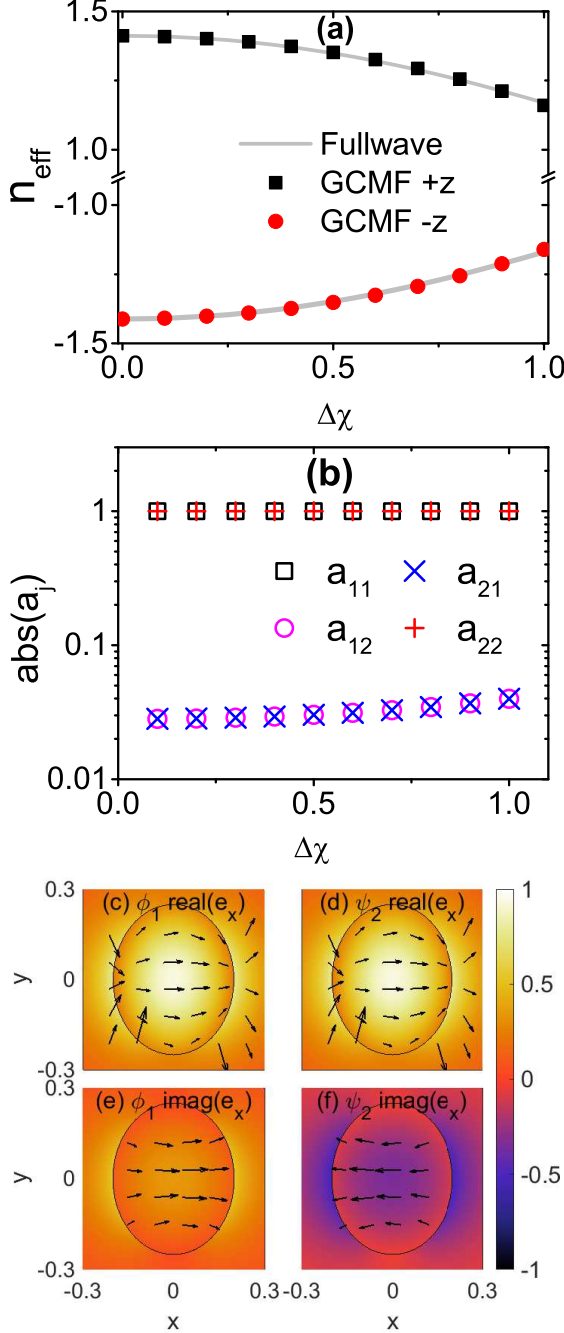 (a)
1.5
1.0
-1.0
-1.5
n_eff
Fullwave
GCMF +z
GCMF -z
0.0 0.5 1.0
Δχ
(b)
1
0.1
0.01
abs(a_j)
a_11 a_21
a_12 a_22
0.0 0.5 1.0
Δχ
(c) ϕ_1 real(e_x) (d) ψ_2 real(e_x)
0.3
0
-0.3
y
(e) ϕ_1 imag(e_x) (f) ψ_2 imag(e_x)
0.3
0
-0.3
y
-0.3 0 0.3 -0.3 0 0.3
x x
1
0.5
0
-0.5
-1